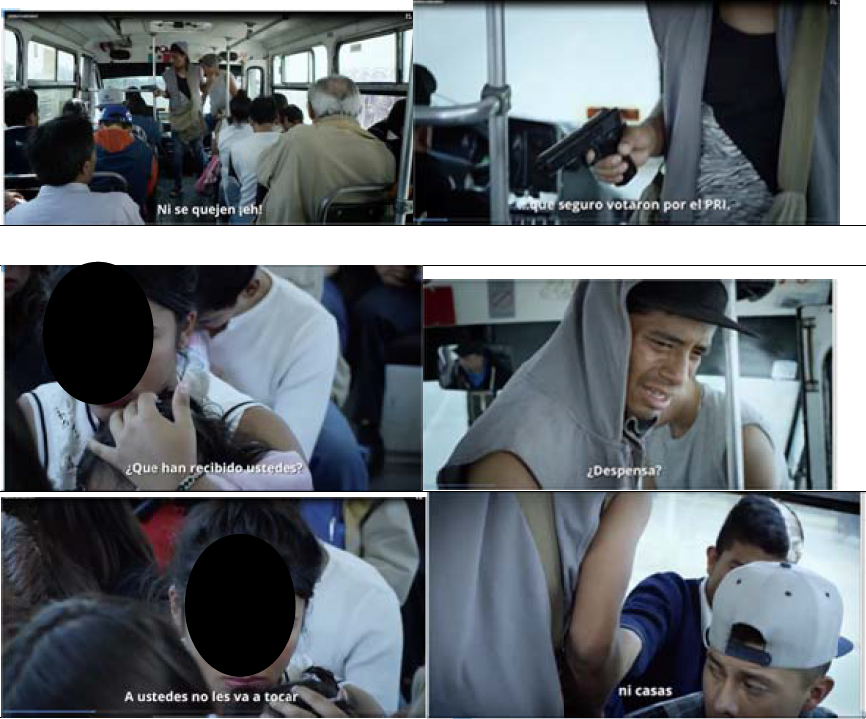 Ni se quejen ¡eh!
...que seguro votaron por el PRI.
¿Que han recibido ustedes?
¿Despensa?
A ustedes no les va a tocar
ni casas